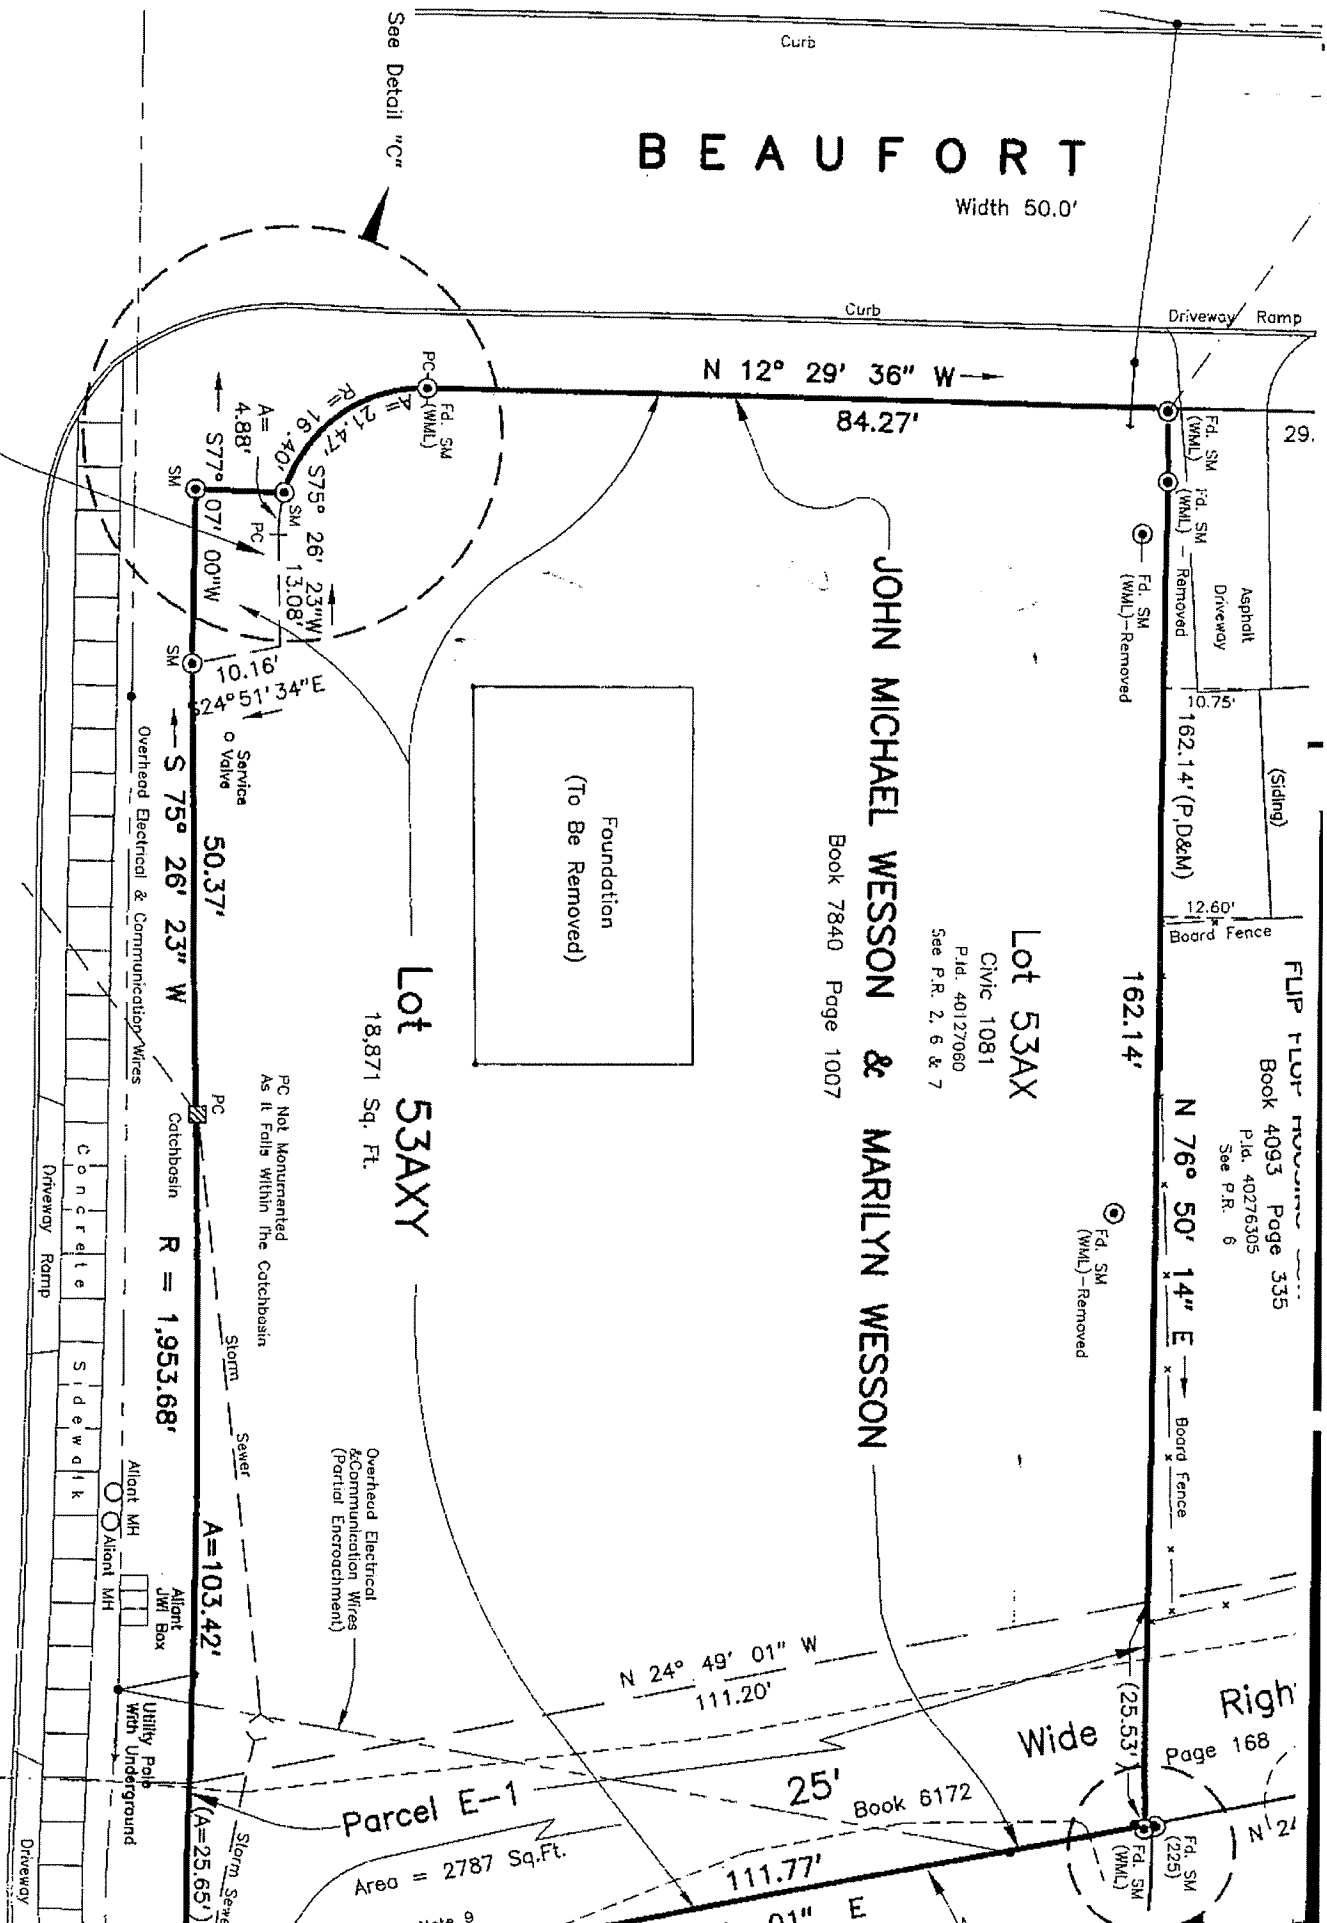 See Detail "C"
Curb
BEAUFORT
Width 50.0'
Curb
Driveway Ramp
N 12° 29' 36" W
84.27'
29.
PC
Fd. SM
(WML)
Fd. SM
(WML)
Fd. SM
(WML) - Removed
Fd. SM
(WML)-Removed
Asphalt
Driveway
A= 21.47'
R= 16.40'
A=
4.88'
SM
PC
S75° 26' 23"W
13.08'
SM
S77° 07' 00"W
SM
10.16'
S24°51'34"E
Service
Valve
10.75'
(Siding)
162.14'(P,D&M)
12.60'
Board Fence
Foundation
(To Be Removed)
JOHN MICHAEL WESSON & MARILYN WESSON
Book 7840 Page 1007
Lot 53AX
Civic 1081
P.Id. 40127060
See P.R. 2, 6 & 7
FLIP FLOP
Book 4093 Page 335
P.Id. 40276305
See P.R. 6
162.14'
N 76° 50' 14" E
Board Fence
Fd. SM
(WML)-Removed
Lot 53AXY
18,871 Sq. Ft.
50.37'
S 75° 26' 23" W
Overhead Electrical & Communication Wires
PC
Catchbasin
PC Not Monumented
As It Falls Within The Catchbasin
R = 1,953.68'
A=103.42'
Storm Sewer
Concrete Sidewalk
Driveway Ramp
Aliant MH
Aliant MH
Aliant
JWI Box
Overhead Electrical
&Communication Wires
(Partial Encroachment)
Utility Pole
With Underground
N 24° 49' 01" W
111.20'
(25.53')
Righ
Wide
Page 168
25'
Book 6172
Parcel E-1
Area = 2787 Sq.Ft.
111.77'
01" E
Fd. SM
(225)
Fd. SM
(WML)
N 2
(A=25.65')
Storm Sewe
Driveway
Note 9